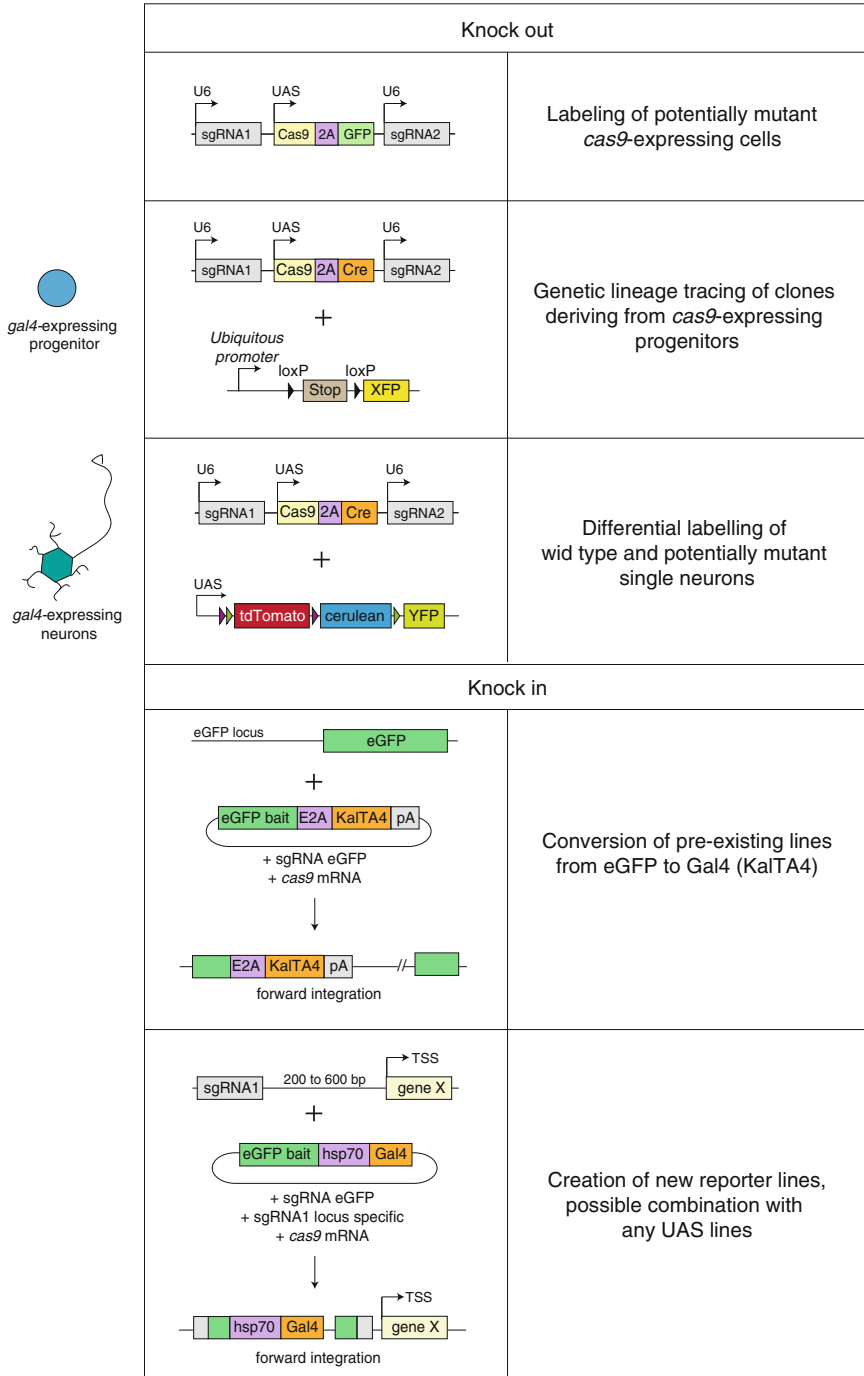 Knock out
U6
UAS
U6
sgRNA1
Cas9
2A
GFP
sgRNA2
Labeling of potentially mutant
cas9-expressing cells
gal4-expressing
progenitor
U6
UAS
U6
sgRNA1
Cas9
2A
Cre
sgRNA2
+
Ubiquitous
promoter
loxP
loxP
Stop
XFP
Genetic lineage tracing of clones
deriving from cas9-expressing
progenitors
gal4-expressing
neurons
U6
UAS
U6
sgRNA1
Cas9
2A
Cre
sgRNA2
+
UAS
tdTomato
cerulean
YFP
Differential labelling of
wid type and potentially mutant
single neurons
Knock in
eGFP locus
eGFP
+
eGFP bait
E2A
KalTA4
pA
+ sgRNA eGFP
+ cas9 mRNA
E2A
KalTA4
pA
//
forward integration
Conversion of pre-existing lines
from eGFP to Gal4 (KalTA4)
TSS
sgRNA1
200 to 600 bp
gene X
+
eGFP bait
hsp70
Gal4
+ sgRNA eGFP
+ sgRNA1 locus specific
+ cas9 mRNA
TSS
hsp70
Gal4
gene X
forward integration
Creation of new reporter lines,
possible combination with
any UAS lines